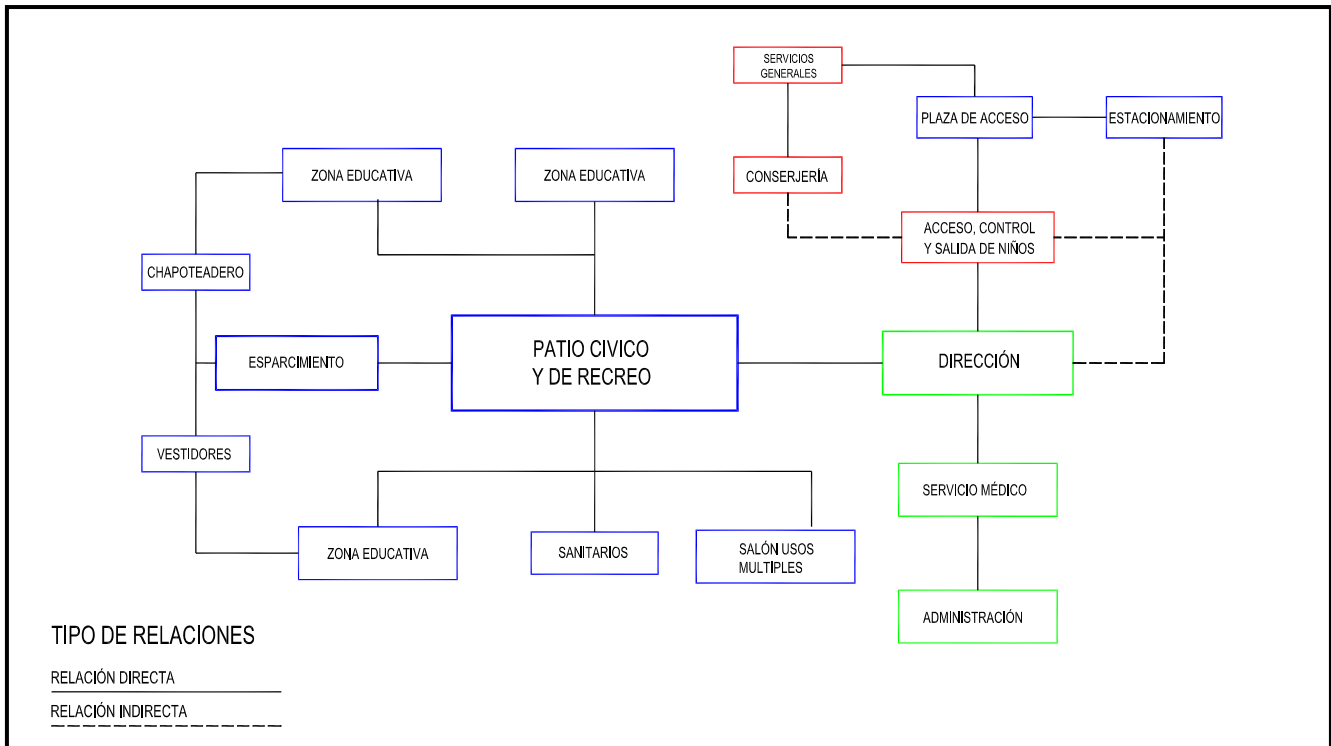 SERVICIOS
GENERALES
PLAZA DE ACCESO
ESTACIONAMIENTO
ZONA EDUCATIVA
ZONA EDUCATIVA
CONSERJERÍA
ACCESO, CONTROL
Y SALIDA DE NIÑOS
CHAPOTEADERO
ESPARCIMIENTO
PATIO CIVICO
Y DE RECREO
DIRECCIÓN
VESTIDORES
SERVICIO MÉDICO
ZONA EDUCATIVA
SANITARIOS
SALÓN USOS
MULTIPLES
ADMINISTRACIÓN
TIPO DE RELACIONES
RELACIÓN DIRECTA
RELACIÓN INDIRECTA